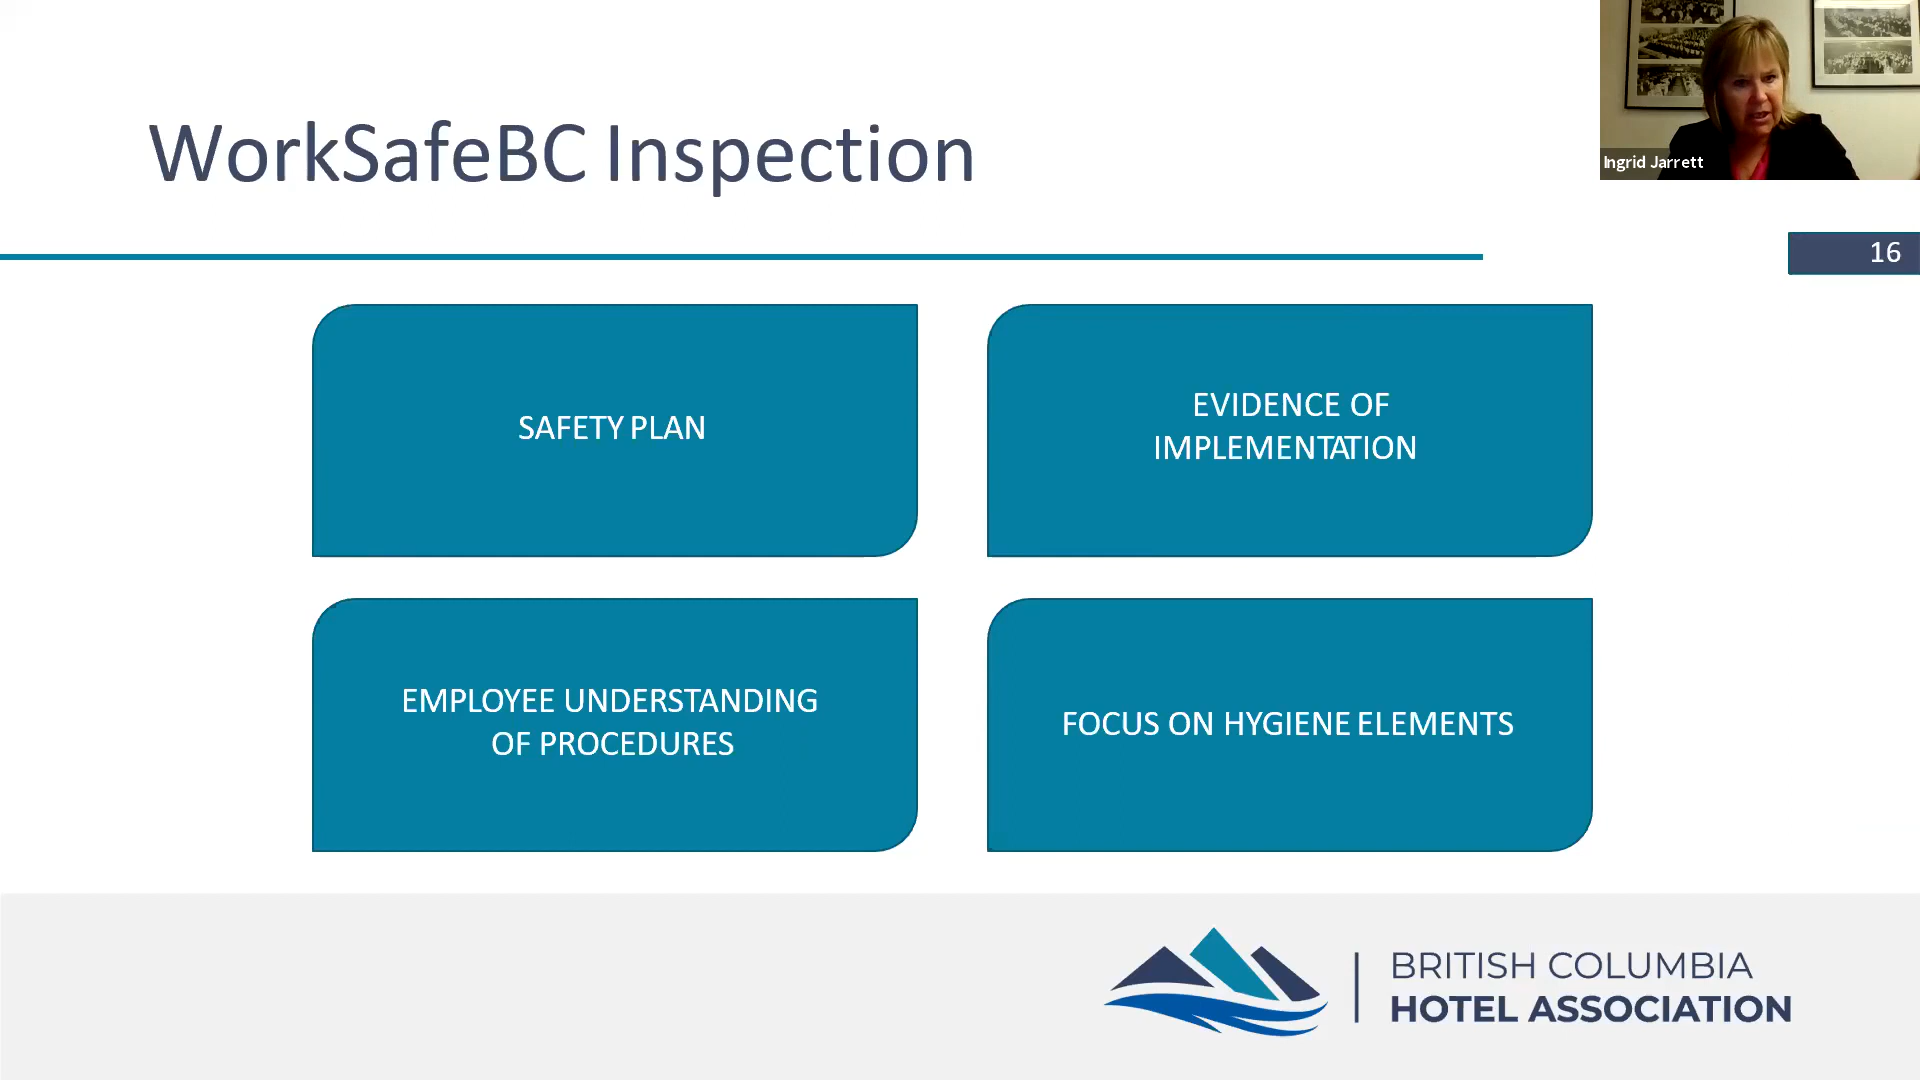 WorkSafeBC Inspection
Ingrid Jarrett
16
SAFETY PLAN
EVIDENCE OF
IMPLEMENTATION
EMPLOYEE UNDERSTANDING
OF PROCEDURES
FOCUS ON HYGIENE ELEMENTS
BRITISH COLUMBIA
HOTEL ASSOCIATION